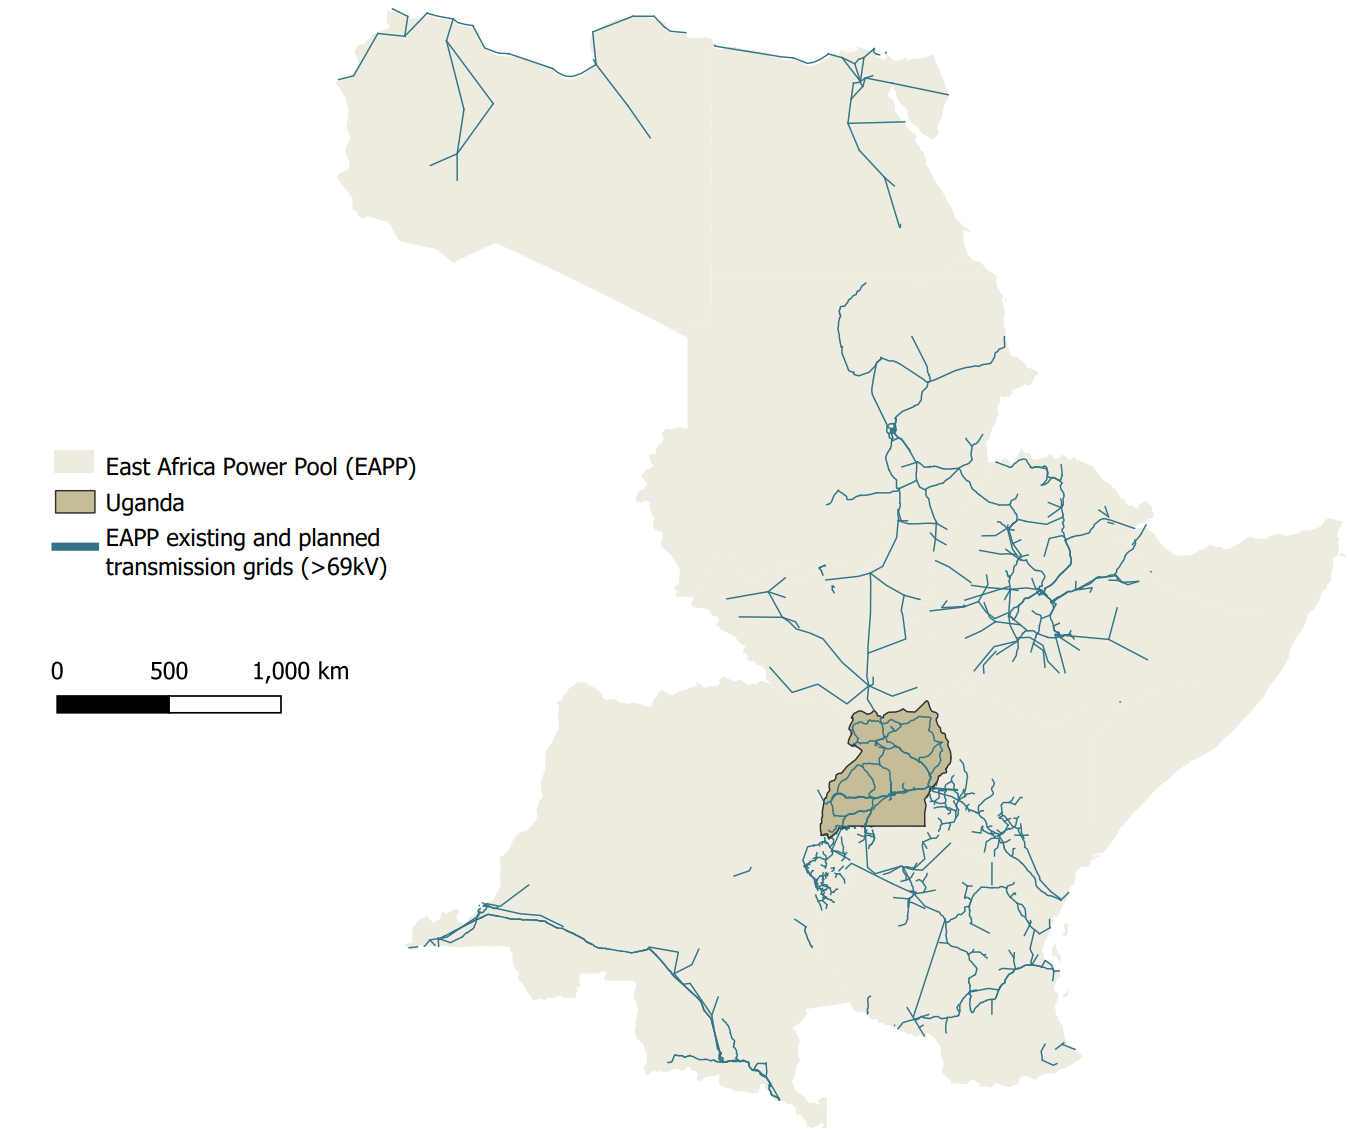 East Africa Power Pool (EAPP)
Uganda
EAPP existing and planned
transmission grids (>69kV)
0 500 1,000 km